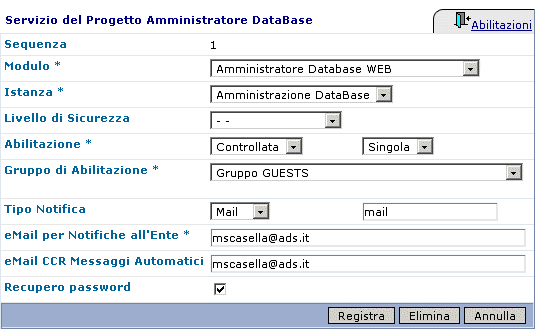 Servizio del Progetto Amministratore DataBase
Abilitazioni
Sequenza 1
Modulo * Amministratore Database WEB
Istanza * Amministrazione DataBase
Livello di Sicurezza - -
Abilitazione * Controllata Singola
Gruppo di Abilitazione * Gruppo GUESTS
Tipo Notifica Mail mail
eMail per Notifiche all'Ente * mscasella@ads.it
eMail CCR Messaggi Automatici mscasella@ads.it
Recupero password
Registra Elimina Annulla